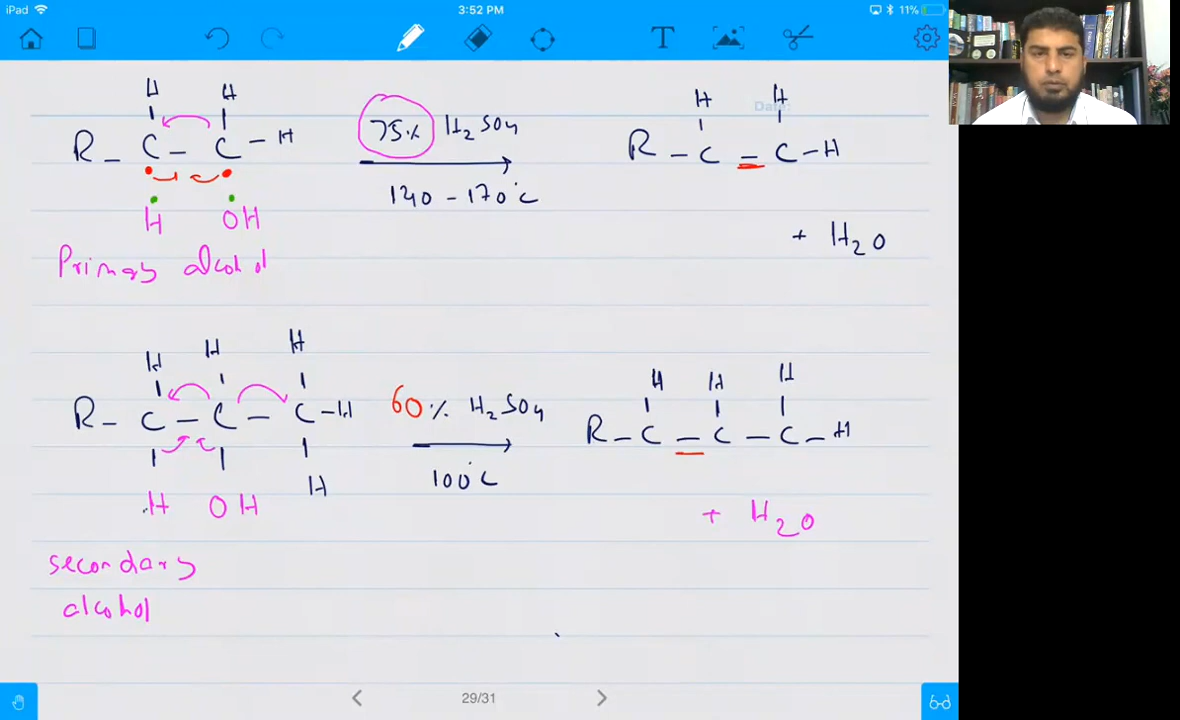 iPad 3:52 PM 11%
T
H H H H
Date:
R - C - C - H 75% H2SO4 R - C = C - H
140 - 170°C
H OH
+ H2O
Primary alcohol
H H H H H H
R - C - C - C - H 60% H2SO4 R - C = C - C - H
100°C
H
H OH + H2O
secondary
alcohol
29/31